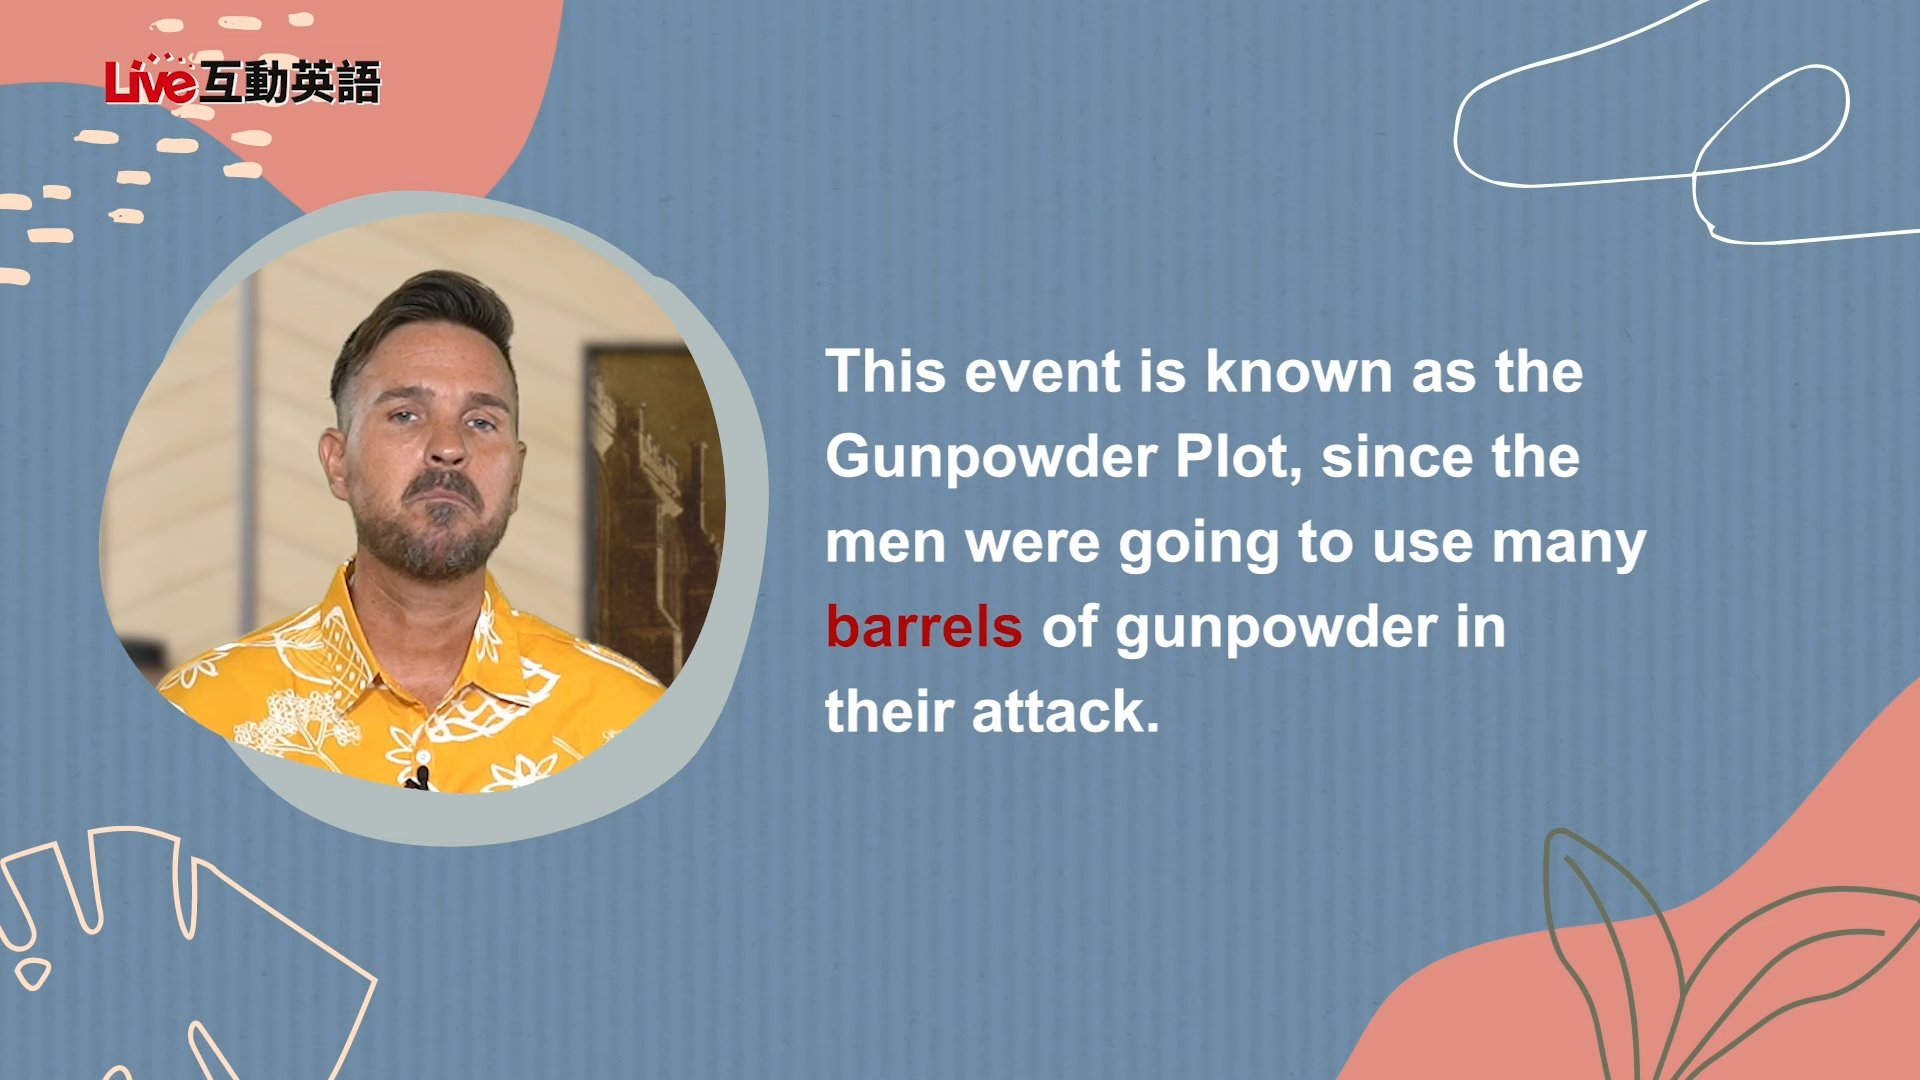 Live互動英語
This event is known as the
Gunpowder Plot, since the
men were going to use many
barrels of gunpowder in
their attack.